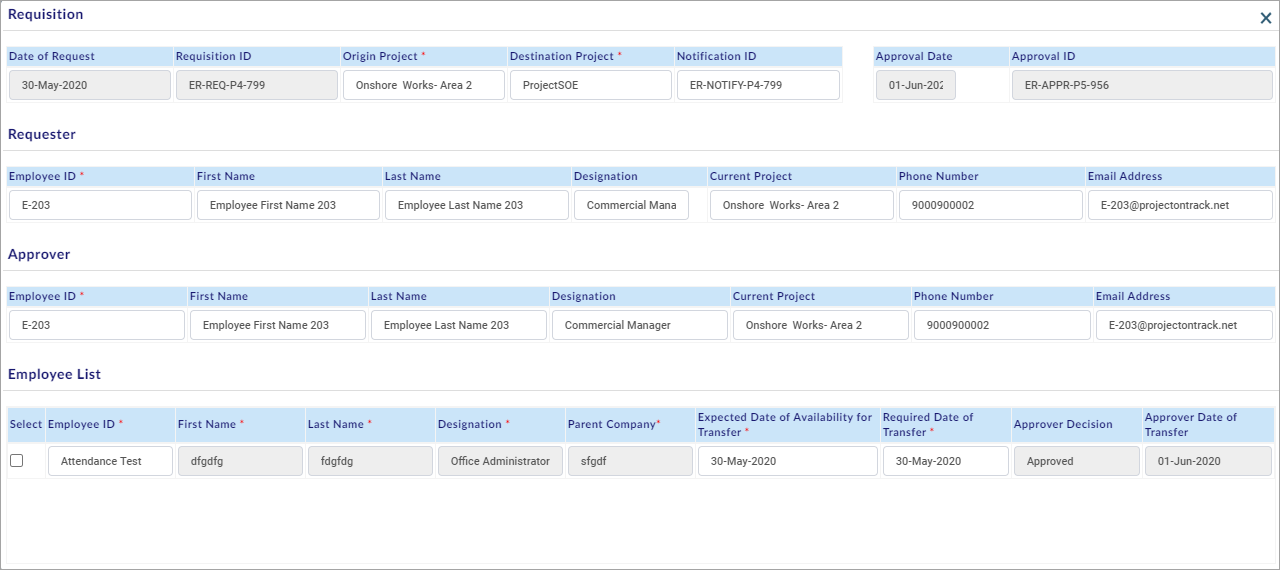 Requisition
Date of Request Requisition ID Origin Project * Destination Project * Notification ID Approval Date Approval ID
30-May-2020 ER-REQ-P4-799 Onshore Works- Area 2 ProjectSOE ER-NOTIFY-P4-799 01-Jun-202 ER-APPR-P5-956
Requester
Employee ID * First Name Last Name Designation Current Project Phone Number Email Address
E-203 Employee First Name 203 Employee Last Name 203 Commercial Mana Onshore Works- Area 2 9000900002 E-203@projectontrack.net
Approver
Employee ID * First Name Last Name Designation Current Project Phone Number Email Address
E-203 Employee First Name 203 Employee Last Name 203 Commercial Manager Onshore Works- Area 2 9000900002 E-203@projectontrack.net
Employee List
Select Employee ID * First Name * Last Name * Designation * Parent Company* Expected Date of Availability for Transfer * Required Date of Transfer * Approver Decision Approver Date of Transfer
Attendance Test dfgdfg fdgfdg Office Administrator sfgdf 30-May-2020 30-May-2020 Approved 01-Jun-2020